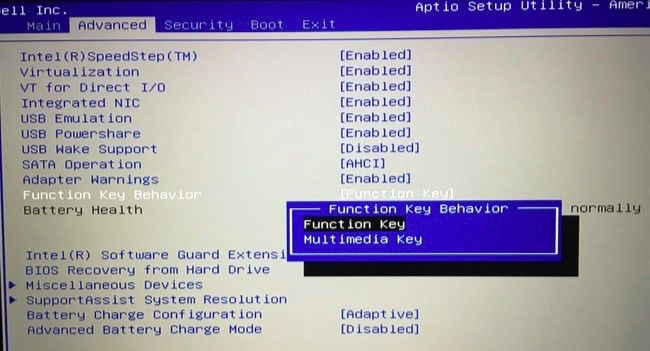 ell Inc. Aptio Setup Utility – Ameri
Main Advanced Security Boot Exit
Intel(R)SpeedStep(TM) [Enabled]
Virtualization [Enabled]
VT for Direct I/O [Enabled]
Integrated NIC [Enabled]
USB Emulation [Enabled]
USB Powershare [Enabled]
USB Wake Support [Disabled]
SATA Operation [AHCI]
Adapter Warnings [Enabled]
Function Key Behavior [Function Key]
Battery Health normally
Function Key Behavior
Function Key
Multimedia Key
Intel(R) Software Guard Extensi
BIOS Recovery from Hard Drive
▶ Miscellaneous Devices
▶ SupportAssist System Resolution
Battery Charge Configuration [Adaptive]
Advanced Battery Charge Mode [Disabled]